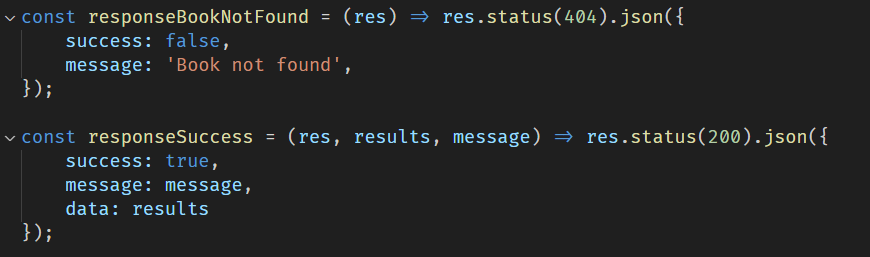 const responseBookNotFound = (res) => res.status(404).json({
    success: false,
    message: 'Book not found',
});

const responseSuccess = (res, results, message) => res.status(200).json({
    success: true,
    message: message,
    data: results
});